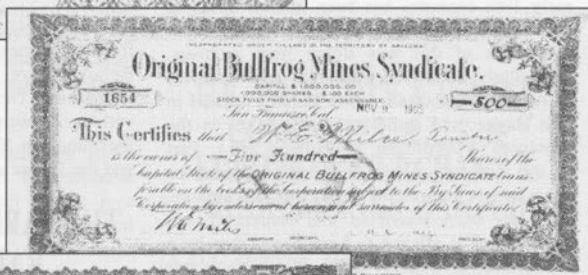 INCORPORATED UNDER THE LAWS OF THE TERRITORY OF ARIZONA
Original Bullfrog Mines Syndicate.
CAPITAL $ 1,000,000.00
1,000,000 SHARES $1.00 EACH
STOCK FULLY PAID UP AND NON-ASSESSABLE.
1654
500
San Francisco, Cal. NOV
This Certifies that W. E. Miles
is the owner of Five Hundred Shares of the
Capital Stock of the ORIGINAL BULLFROG MINES SYNDICATE trans-
ferable on the books of the Corporation subject to the By Laws of said
Corporation by endorsement hereon and surrender of this Certificate
SECRETARY
PRESIDENT